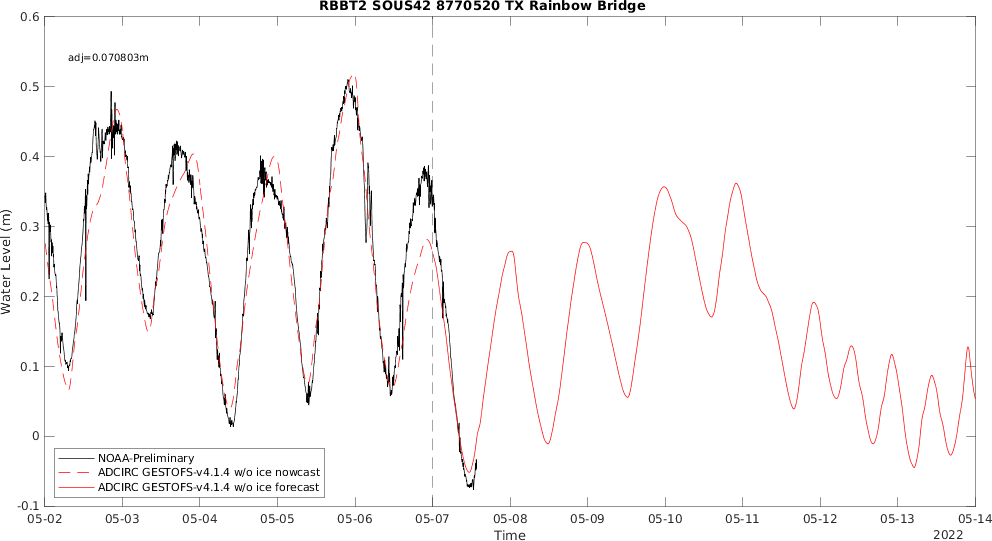 RBBT2 SOUS42 8770520 TX Rainbow Bridge
adj=0.070803m
0.6
0.5
0.4
0.3
0.2
0.1
0
-0.1
Water Level (m)
NOAA-Preliminary
ADCIRC GESTOFS-v4.1.4 w/o ice nowcast
ADCIRC GESTOFS-v4.1.4 w/o ice forecast
05-02 05-03 05-04 05-05 05-06 05-07 05-08 05-09 05-10 05-11 05-12 05-13 05-14
Time
2022